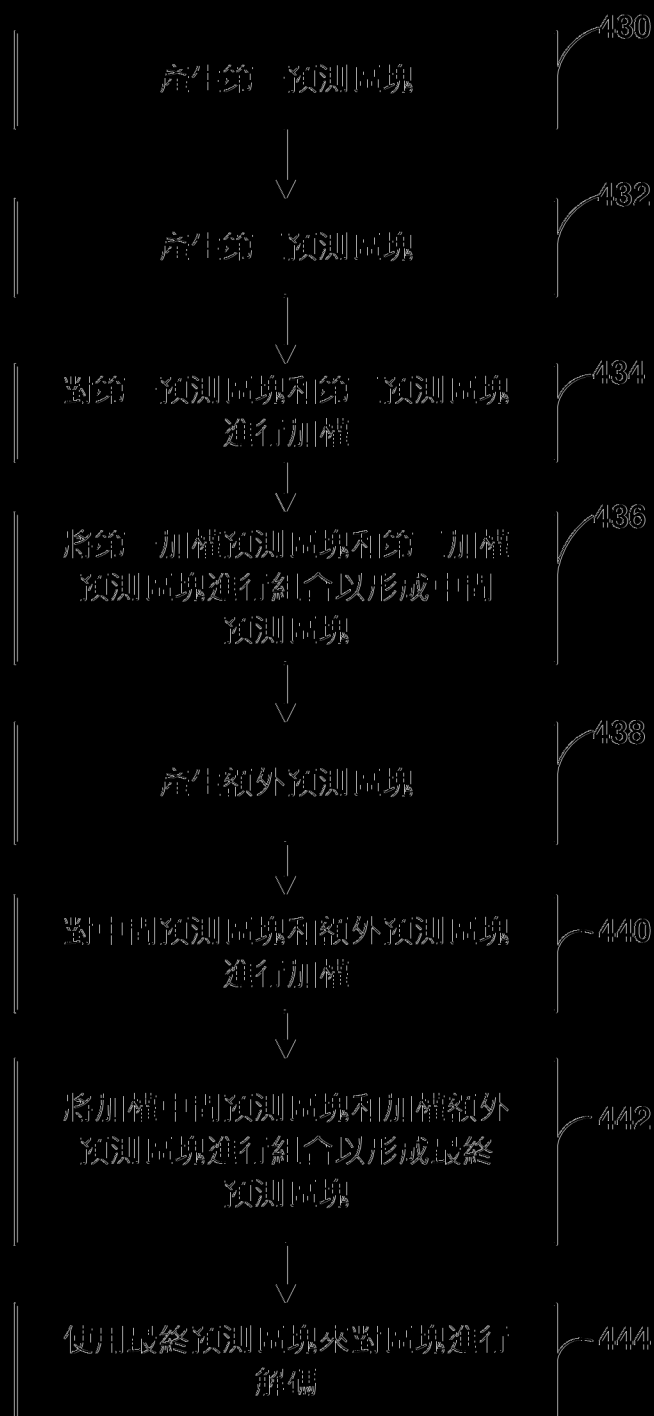 430
產生第一預測區塊
432
產生第二預測區塊
434
對第一預測區塊和第二預測區塊
進行加權
436
將第一加權預測區塊和第二加權
預測區塊進行組合以形成中間
預測區塊
438
產生額外預測區塊
440
對中間預測區塊和額外預測區塊
進行加權
442
將加權中間預測區塊和加權額外
預測區塊進行組合以形成最終
預測區塊
444
使用最終預測區塊來對區塊進行
解碼